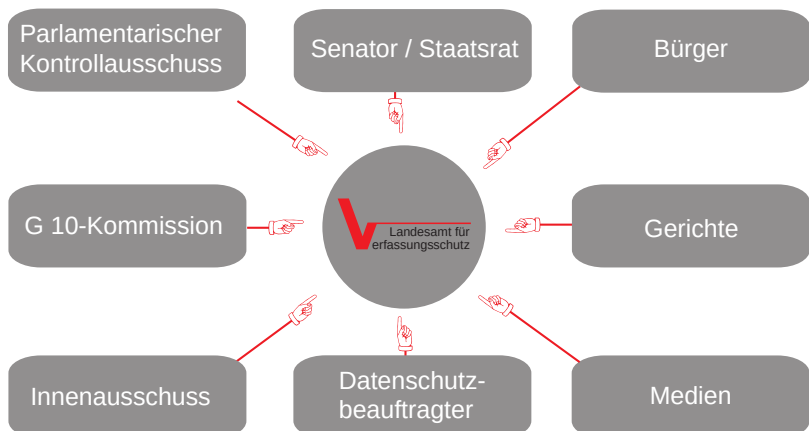 Parlamentarischer
Kontrollausschuss
Senator / Staatsrat
Bürger
G 10-Kommission
Landesamt für
Verfassungsschutz
Gerichte
Innenausschuss
Datenschutz-
beauftragter
Medien